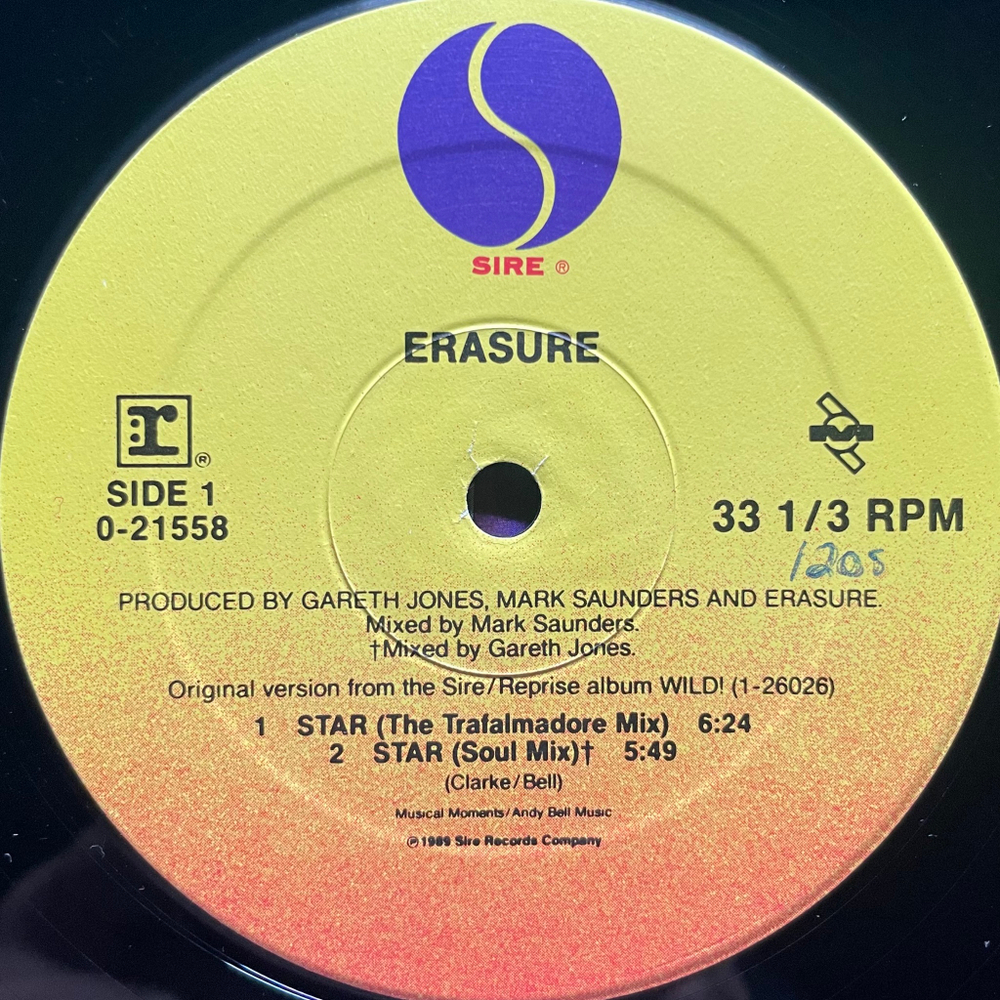 SIRE ®
ERASURE
r ®
SIDE 1
0-21558
M
33 1/3 RPM
120s
PRODUCED BY GARETH JONES, MARK SAUNDERS AND ERASURE.
Mixed by Mark Saunders.
†Mixed by Gareth Jones.
Original version from the Sire/Reprise album WILD! (1-26026)
1 STAR (The Trafalmadore Mix) 6:24
2 STAR (Soul Mix)† 5:49
(Clarke/Bell)
Musical Moments/Andy Bell Music
℗1989 Sire Records Company